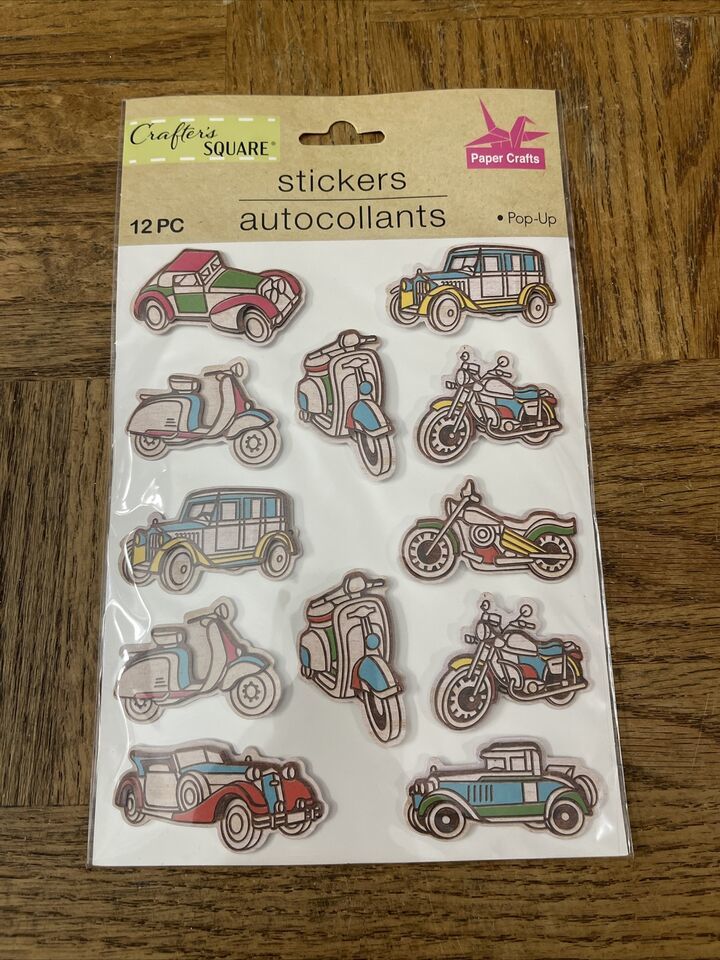 Crafter's
SQUARE®
Paper Crafts
stickers
autocollants
12 PC
• Pop-Up